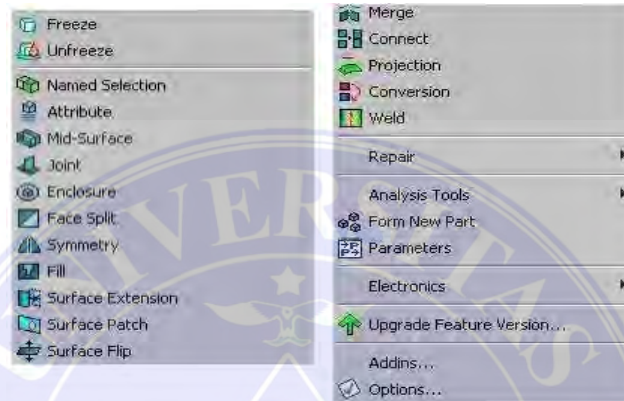 Freeze
Unfreeze
Named Selection
Attribute
Mid-Surface
Joint
Enclosure
Face Split
Symmetry
Fill
Surface Extension
Surface Patch
Surface Flip
Merge
Connect
Projection
Conversion
Weld
Repair
Analysis Tools
Form New Part
Parameters
Electronics
Upgrade Feature Version...
Addins...
Options...